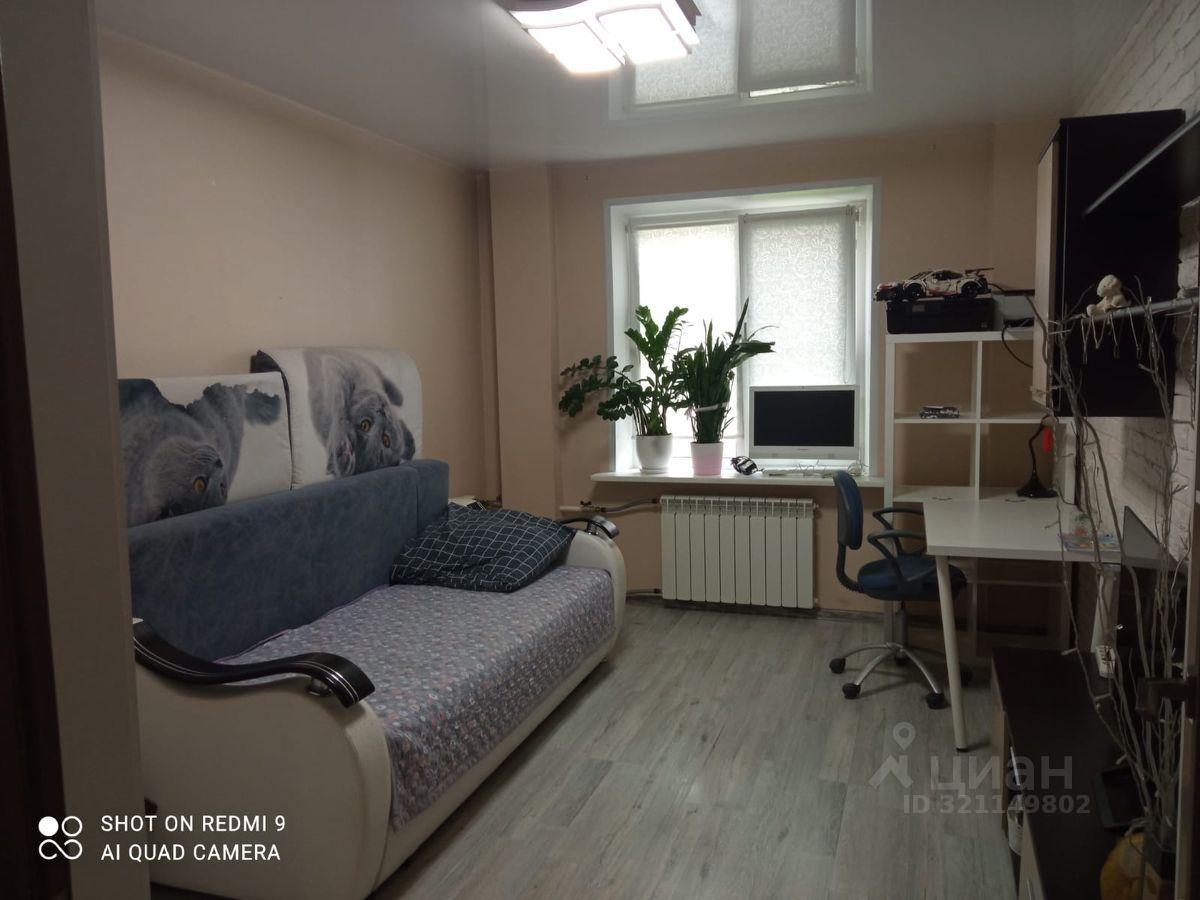 циан
ID 321149802
SHOT ON REDMI 9
AI QUAD CAMERA